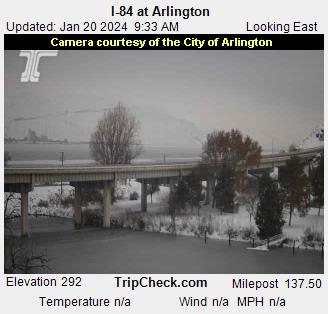 I-84 at Arlington
Updated: Jan 20 2024 9:33 AM Looking East
Camera courtesy of the City of Arlington
Elevation 292 TripCheck.com Milepost 137.50
Temperature n/a Wind n/a MPH n/a